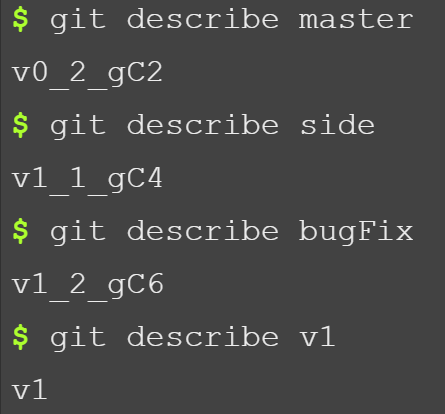 $ git describe master
v0_2_gC2
$ git describe side
v1_1_gC4
$ git describe bugFix
v1_2_gC6
$ git describe v1
v1